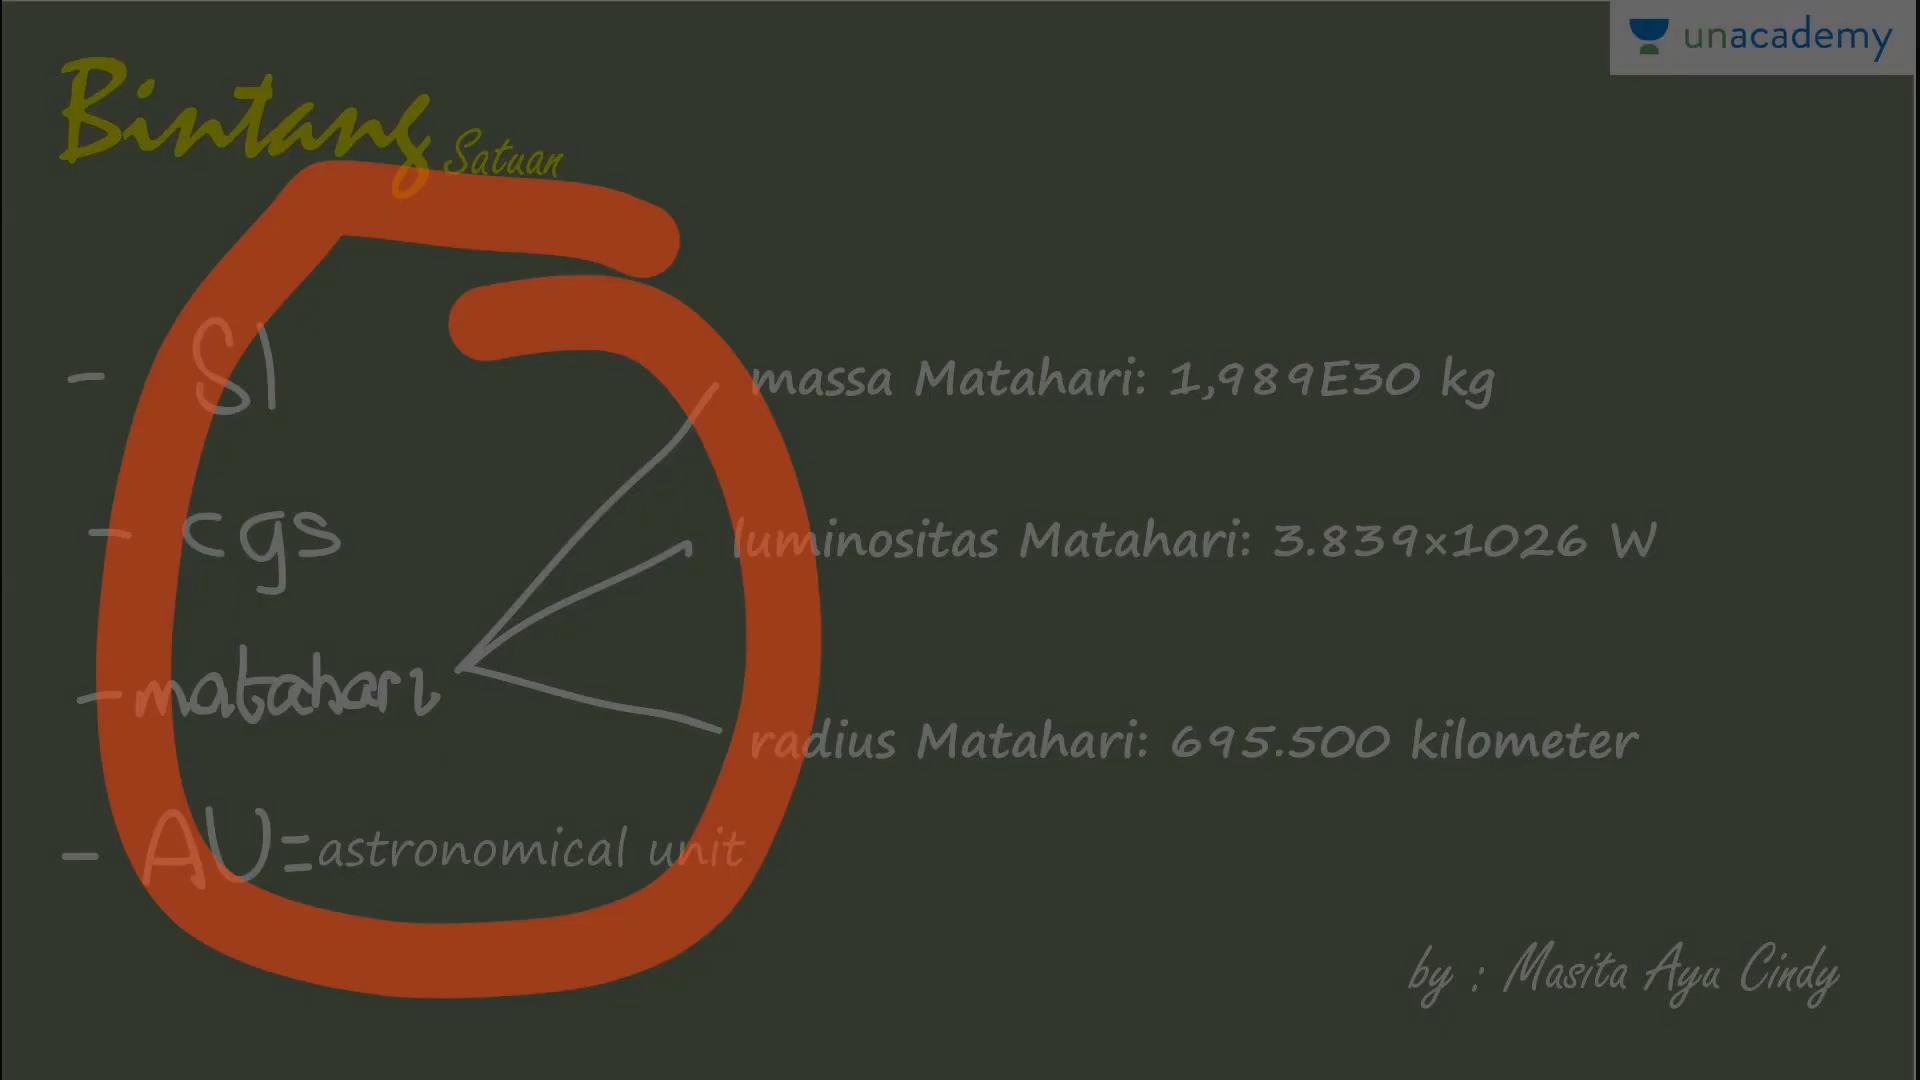 unacademy
Bintang Satuan
- SI
massa Matahari: 1,989E30 kg
- cgs
luminositas Matahari: 3.839×1026 W
- matahari
radius Matahari: 695.500 kilometer
- AU = astronomical unit
by : Masita Ayu Cindy